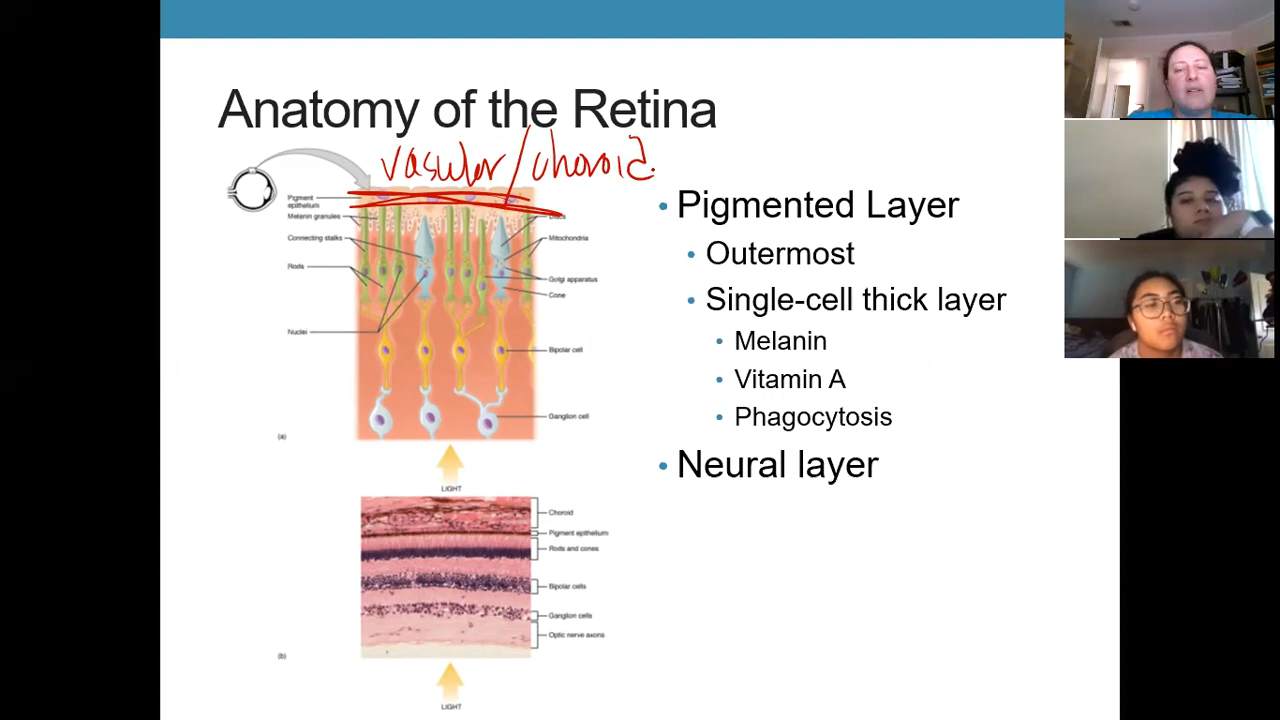 Anatomy of the Retina
vascular/choroid.
Pigment
epithelium
Melanin granules
Connecting stalks
Rods
Nuclei
Discs
Mitochondria
Golgi apparatus
Cone
Bipolar cell
Ganglion cell
(a)
LIGHT
Choroid
Pigment epithelium
Rods and cones
Bipolar cells
Ganglion cells
Optic nerve axons
(b)
LIGHT
• Pigmented Layer
• Outermost
• Single-cell thick layer
• Melanin
• Vitamin A
• Phagocytosis
• Neural layer